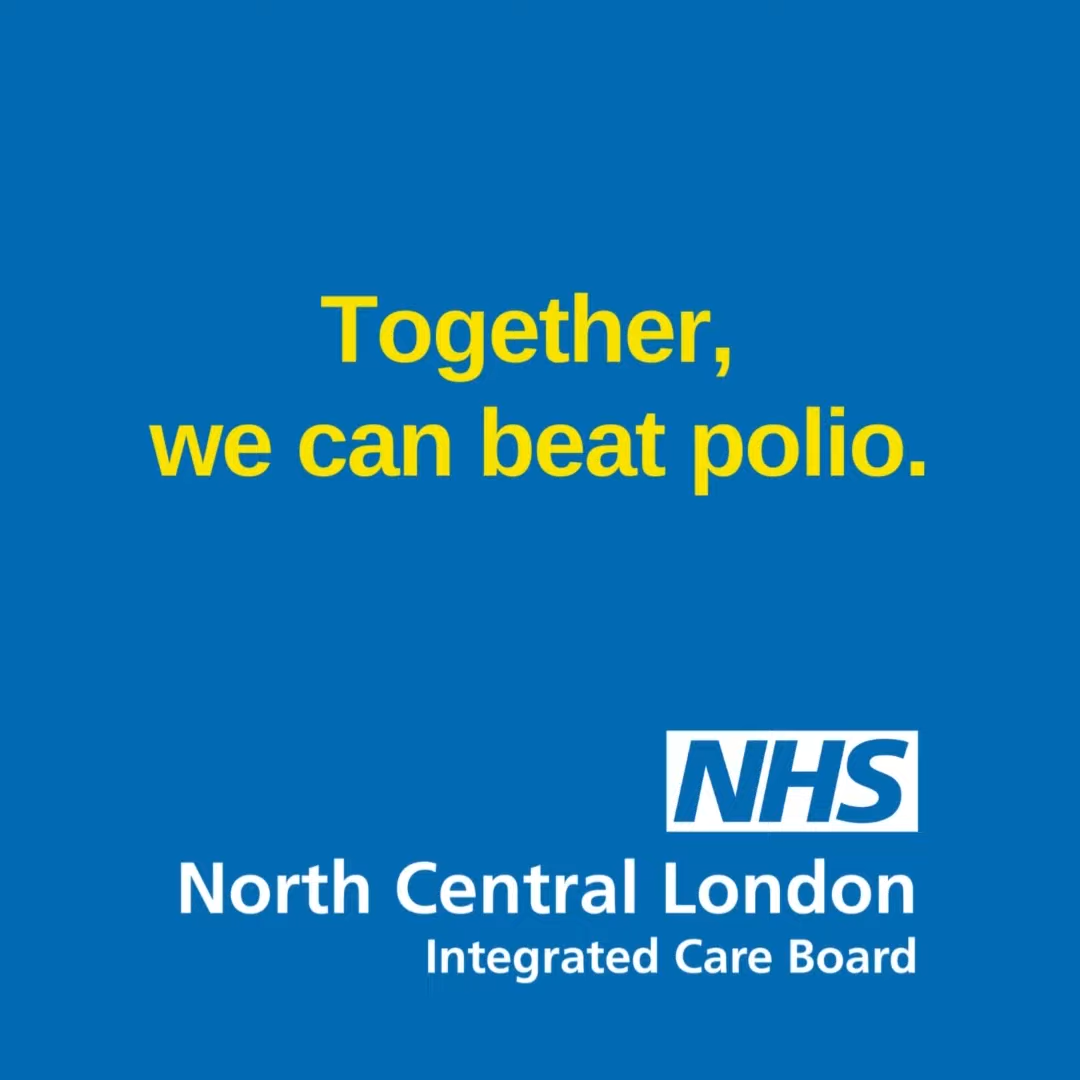 Together,
we can beat polio.
NHS
North Central London
Integrated Care Board